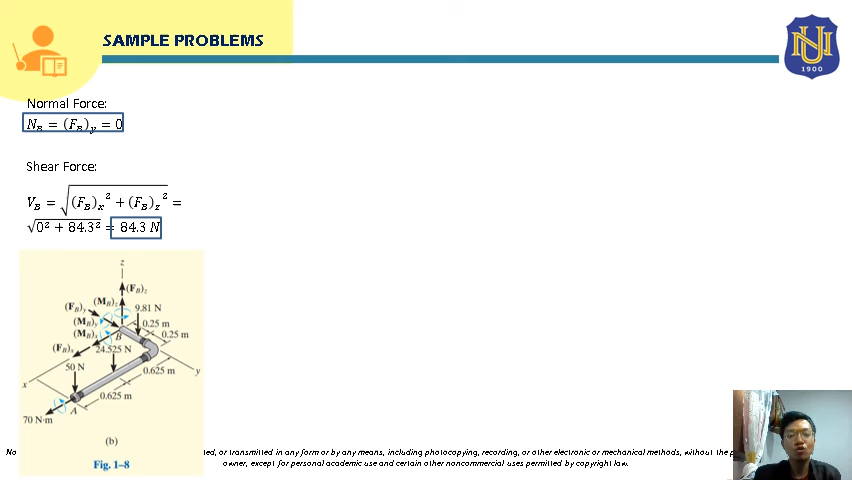 SAMPLE PROBLEMS
1900
Normal Force:
N_B = (F_B)_y = 0
Shear Force:
V_B = √(F_B)_x² + (F_B)_z² =
√0² + 84.3² = 84.3 N
z
(F_B)_z
(M_B)_z
(F_B)_y
9.81 N
(M_B)_y
0.25 m
(M_B)_x
B
0.25 m
(F_B)_x
24.525 N
50 N
0.625 m
y
x
0.625 m
A
70 N·m
(b)
No ted, or transmitted in any form or by any means, including photocopying, recording, or other electronic or mechanical methods, without the p
owner, except for personal academic use and certain other noncommercial uses permitted by copyright law.
Fig. 1–8